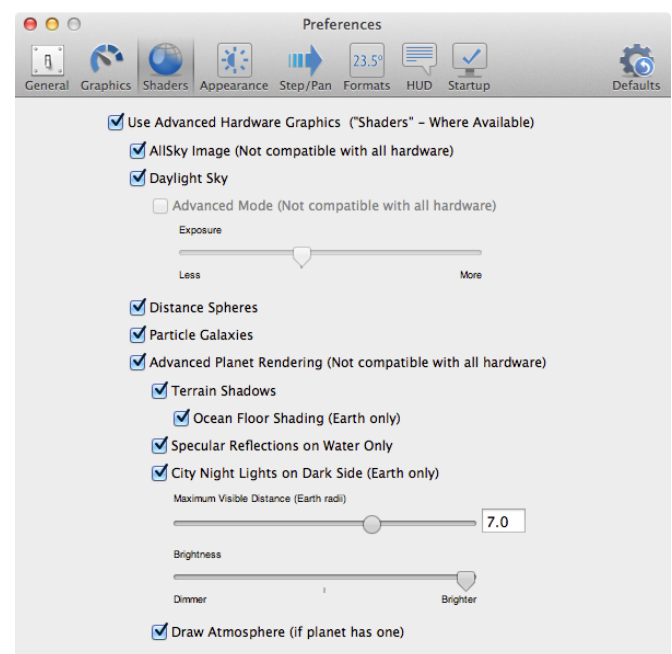 Preferences
23.5°
General Graphics Shaders Appearance Step/Pan Formats HUD Startup Defaults
Use Advanced Hardware Graphics ("Shaders" – Where Available)
AllSky Image (Not compatible with all hardware)
Daylight Sky
Advanced Mode (Not compatible with all hardware)
Exposure
Less More
Distance Spheres
Particle Galaxies
Advanced Planet Rendering (Not compatible with all hardware)
Terrain Shadows
Ocean Floor Shading (Earth only)
Specular Reflections on Water Only
City Night Lights on Dark Side (Earth only)
Maximum Visible Distance (Earth radii)
7.0
Brightness
Dimmer Brighter
Draw Atmosphere (if planet has one)